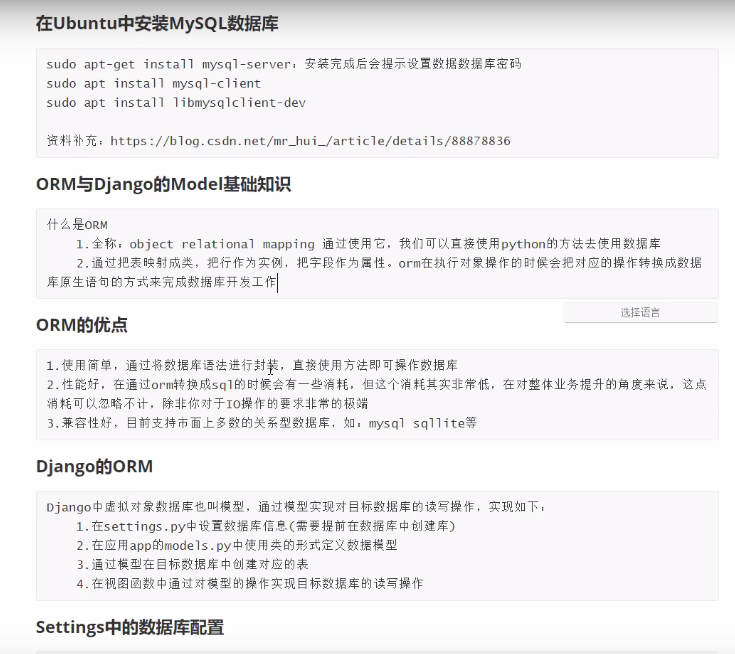 在Ubuntu中安装MySQL数据库
sudo apt-get install mysql-server：安装完成后会提示设置数据数据库密码
sudo apt install mysql-client
sudo apt install libmysqlclient-dev
资料补充：https://blog.csdn.net/mr_hui_/article/details/88878836
ORM与Django的Model基础知识
什么是ORM
1.全称：object relational mapping 通过使用它，我们可以直接使用python的方法去使用数据库
2.通过把表映射成类，把行作为实例，把字段作为属性。orm在执行对象操作的时候会把对应的操作转换成数据
库原生语句的方式来完成数据库开发工作
选择语言
ORM的优点
1.使用简单，通过将数据库语法进行封装，直接使用方法即可操作数据库
2.性能好，在通过orm转换成sql的时候会有一些消耗，但这个消耗其实非常低，在对整体业务提升的角度来说，这点
消耗可以忽略不计，除非你对于IO操作的要求非常的极端
3.兼容性好，目前支持市面上多数的关系型数据库，如：mysql sqllite等
Django的ORM
Django中虚拟对象数据库也叫模型，通过模型实现对目标数据库的读写操作，实现如下：
1.在settings.py中设置数据库信息(需要提前在数据库中创建库)
2.在应用app的models.py中使用类的形式定义数据模型
3.通过模型在目标数据库中创建对应的表
4.在视图函数中通过对模型的操作实现目标数据库的读写操作
Settings中的数据库配置